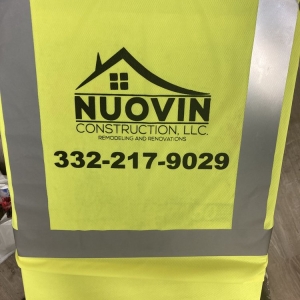 NUOVIN
CONSTRUCTION, LLC.
REMODELING AND RENOVATIONS
332-217-9029